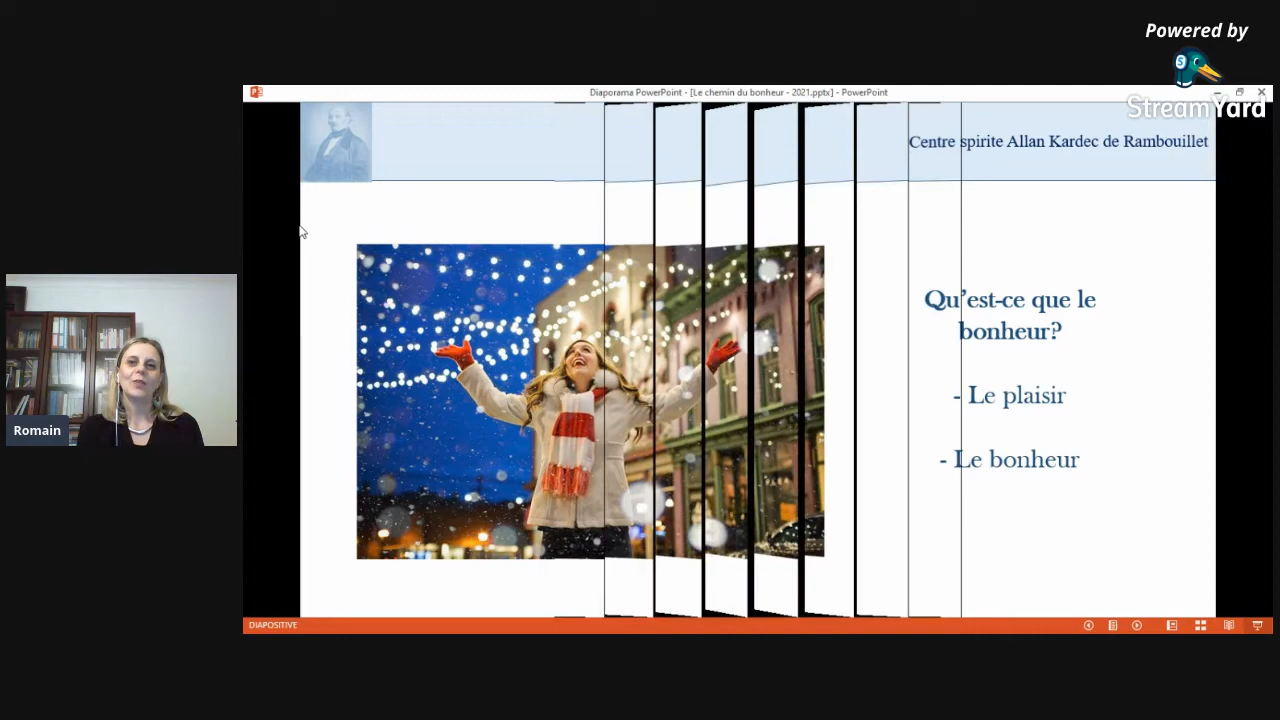 Powered by
StreamYard
Diaporama PowerPoint - [Le chemin du bonheur - 2021.pptx] - PowerPoint
Centre spirite Allan Kardec de Rambouillet
Qu'est-ce que le
bonheur?
- Le plaisir
- Le bonheur
Romain
DIAPOSITIVE